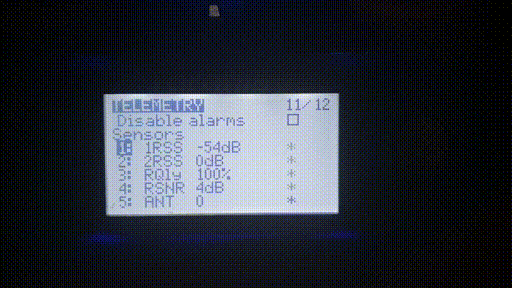 TELEMETRY 11/12
Disable alarms
Sensors
1: 1RSS -54dB *
2: 2RSS 0dB *
3: RQly 100% *
4: RSNR 4dB *
5: ANT 0 *